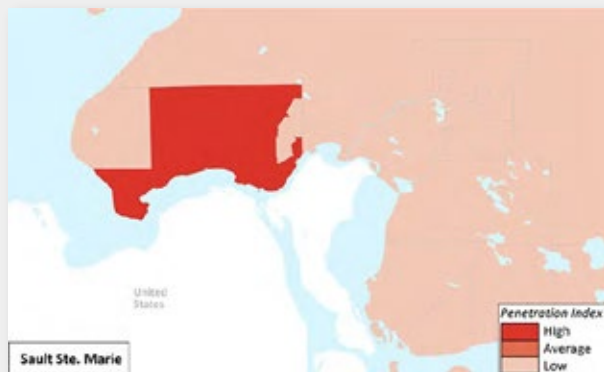 United
States
Sault Ste. Marie
Penetration Index
High
Average
Low